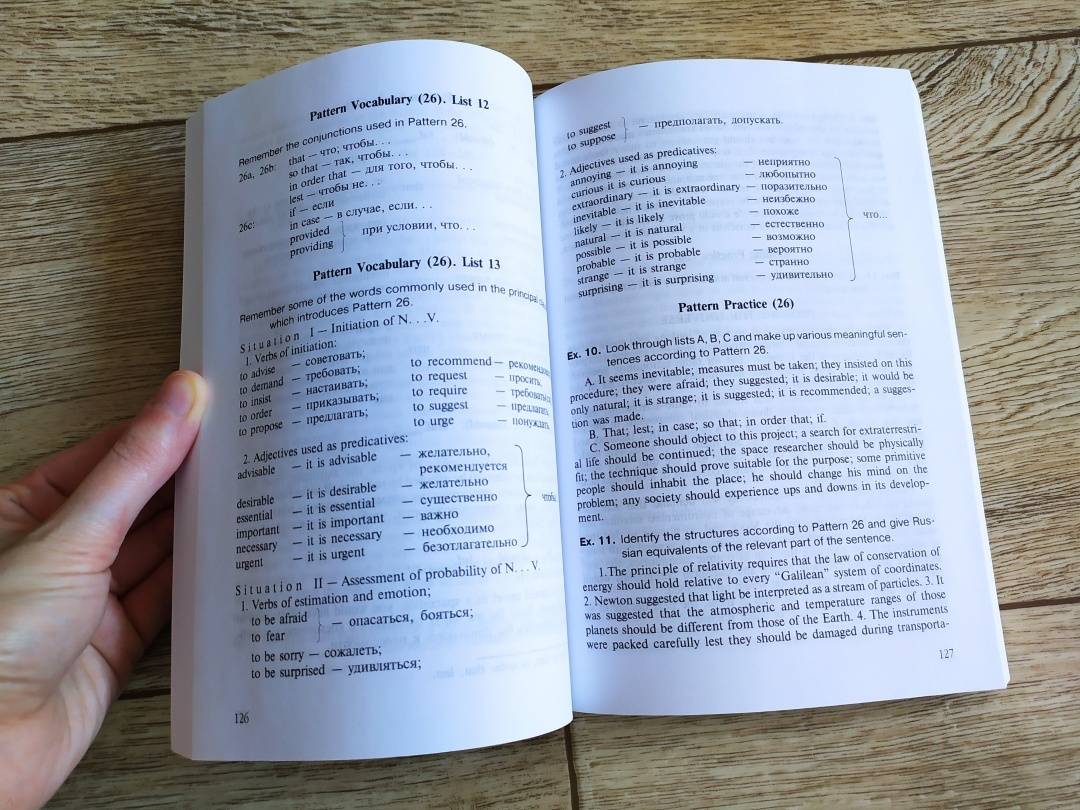 Pattern Vocabulary (26). List 12
Remember the conjunctions used in Pattern 26.
26a, 26b: that — что, чтобы. . .
so that — так, чтобы. . .
in order that — для того, чтобы. . .
lest — чтобы не. . .
if — если
26c: in case — в случае, если. . .
provided
при условии, что. . .
providing
Pattern Vocabulary (26). List 13
Remember some of the words commonly used in the principal
which introduces Pattern 26.
Situation I — Initiation of N. . .V.
1. Verbs of initiation:
to advise — советовать; to recommend —
to demand — требовать; to request — просить;
to insist — настаивать; to require —
to order — приказывать; to suggest —
to propose — предлагать; to urge —
2. Adjectives used as predicatives:
advisable — it is advisable — желательно,
рекомендуется
desirable — it is desirable — желательно
essential — it is essential — существенно
чтобы
important — it is important — важно
necessary — it is necessary — необходимо
urgent — it is urgent — безотлагательно
Situation II — Assessment of probability of N. . .V.
1. Verbs of estimation and emotion;
to be afraid
— опасаться, бояться;
to fear
to be sorry — сожалеть;
to be surprised — удивляться;
126
to suggest
— предполагать, допускать.
to suppose
2. Adjectives used as predicatives:
annoying — it is annoying — неприятно
curious it is curious — любопытно
extraordinary — it is extraordinary — поразительно
inevitable — it is inevitable — неизбежно
likely — it is likely — похоже
что...
natural — it is natural — естественно
possible — it is possible — возможно
probable — it is probable — вероятно
strange — it is strange — странно
surprising — it is surprising — удивительно
Pattern Practice (26)
Ex. 10. Look through lists A, B, C and make up various meaningful sen-
tences according to Pattern 26.
A. It seems inevitable; measures must be taken; they insisted on this
procedure; they were afraid; they suggested; it is desirable; it would be
only natural; it is strange; it is suggested; it is recommended; a sugges-
tion was made.
B. That; lest; in case; so that; in order that; if.
C. Someone should object to this project; a search for extraterrestri-
al life should be continued; the space researcher should be physically
fit; the technique should prove suitable for the purpose; some primitive
people should inhabit the place; he should change his mind on the
problem; any society should experience ups and downs in its develop-
ment.
Ex. 11. Identify the structures according to Pattern 26 and give Rus-
sian equivalents of the relevant part of the sentence.
1.The principle of relativity requires that the law of conservation of
energy should hold relative to every “Galilean” system of coordinates.
2. Newton suggested that light be interpreted as a stream of particles. 3. It
was suggested that the atmospheric and temperature ranges of those
planets should be different from those of the Earth. 4. The instruments
were packed carefully lest they should be damaged during transporta-
127